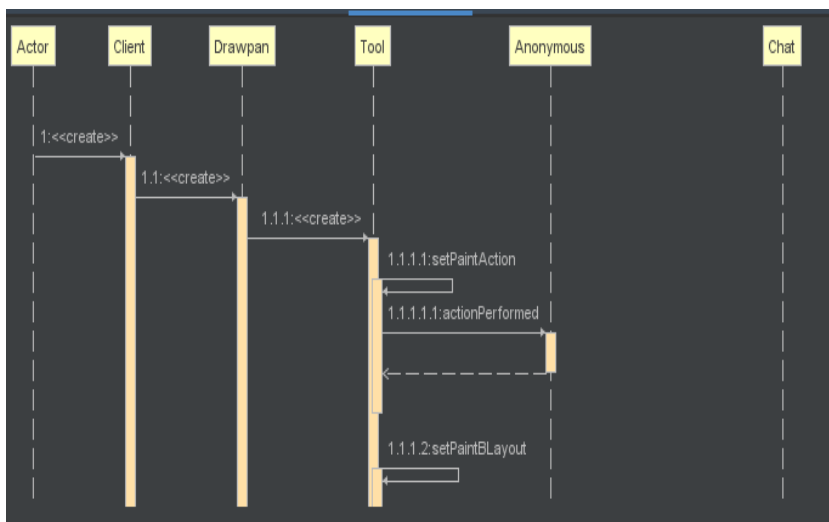 Actor
Client
Drawpan
Tool
Anonymous
Chat
1:<<create>>
1.1:<<create>>
1.1.1:<<create>>
1.1.1.1:setPaintAction
1.1.1.1.1:actionPerformed
1.1.1.2:setPaintBLayout